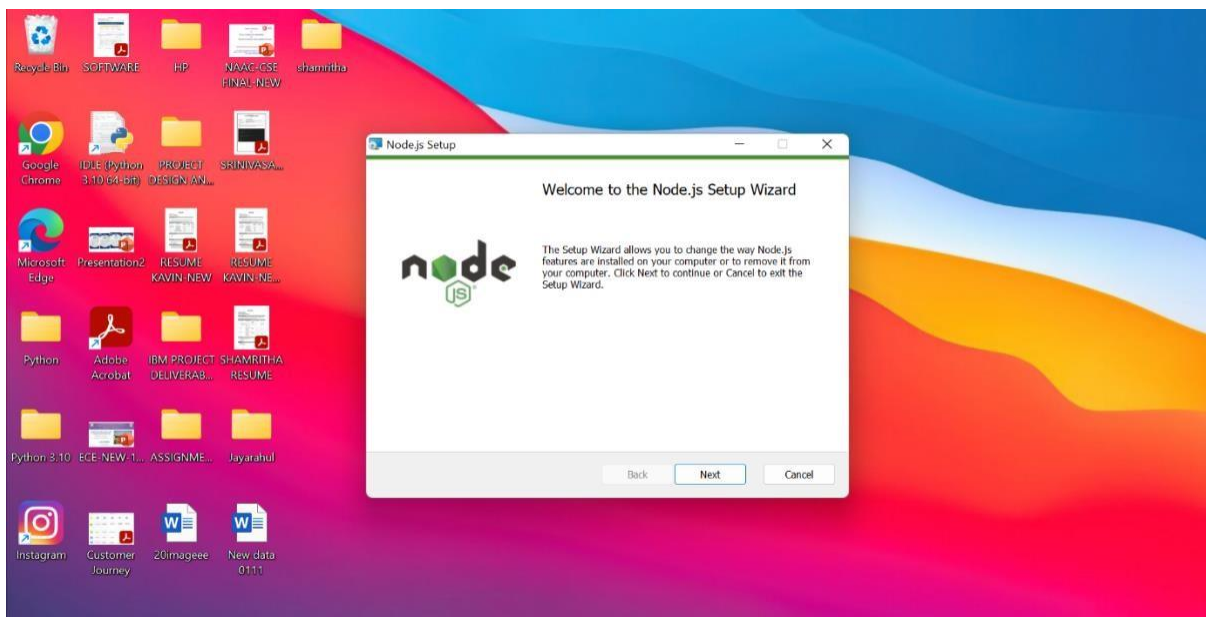 Recycle Bin
SOFTWARE
HP
NAAC-CSE
FINAL-NEW
shamritha
Google
Chrome
IDLE (Python
3.10 64-bit)
PROJECT
DESIGN AN...
SRINIVASA...
Microsoft
Edge
Presentation2
RESUME
KAVIN-NEW
RESUME
KAVIN-NE...
Python
Adobe
Acrobat
IBM PROJECT
DELIVERAB...
SHAMRITHA
RESUME
Python 3.10
ECE-NEW-1...
ASSIGNME...
Jayarahul
Instagram
Customer
Journey
20imageee
New data
0111
Node.js Setup
Welcome to the Node.js Setup Wizard
node
JS
The Setup Wizard allows you to change the way Node.js
features are installed on your computer or to remove it from
your computer. Click Next to continue or Cancel to exit the
Setup Wizard.
Back Next Cancel